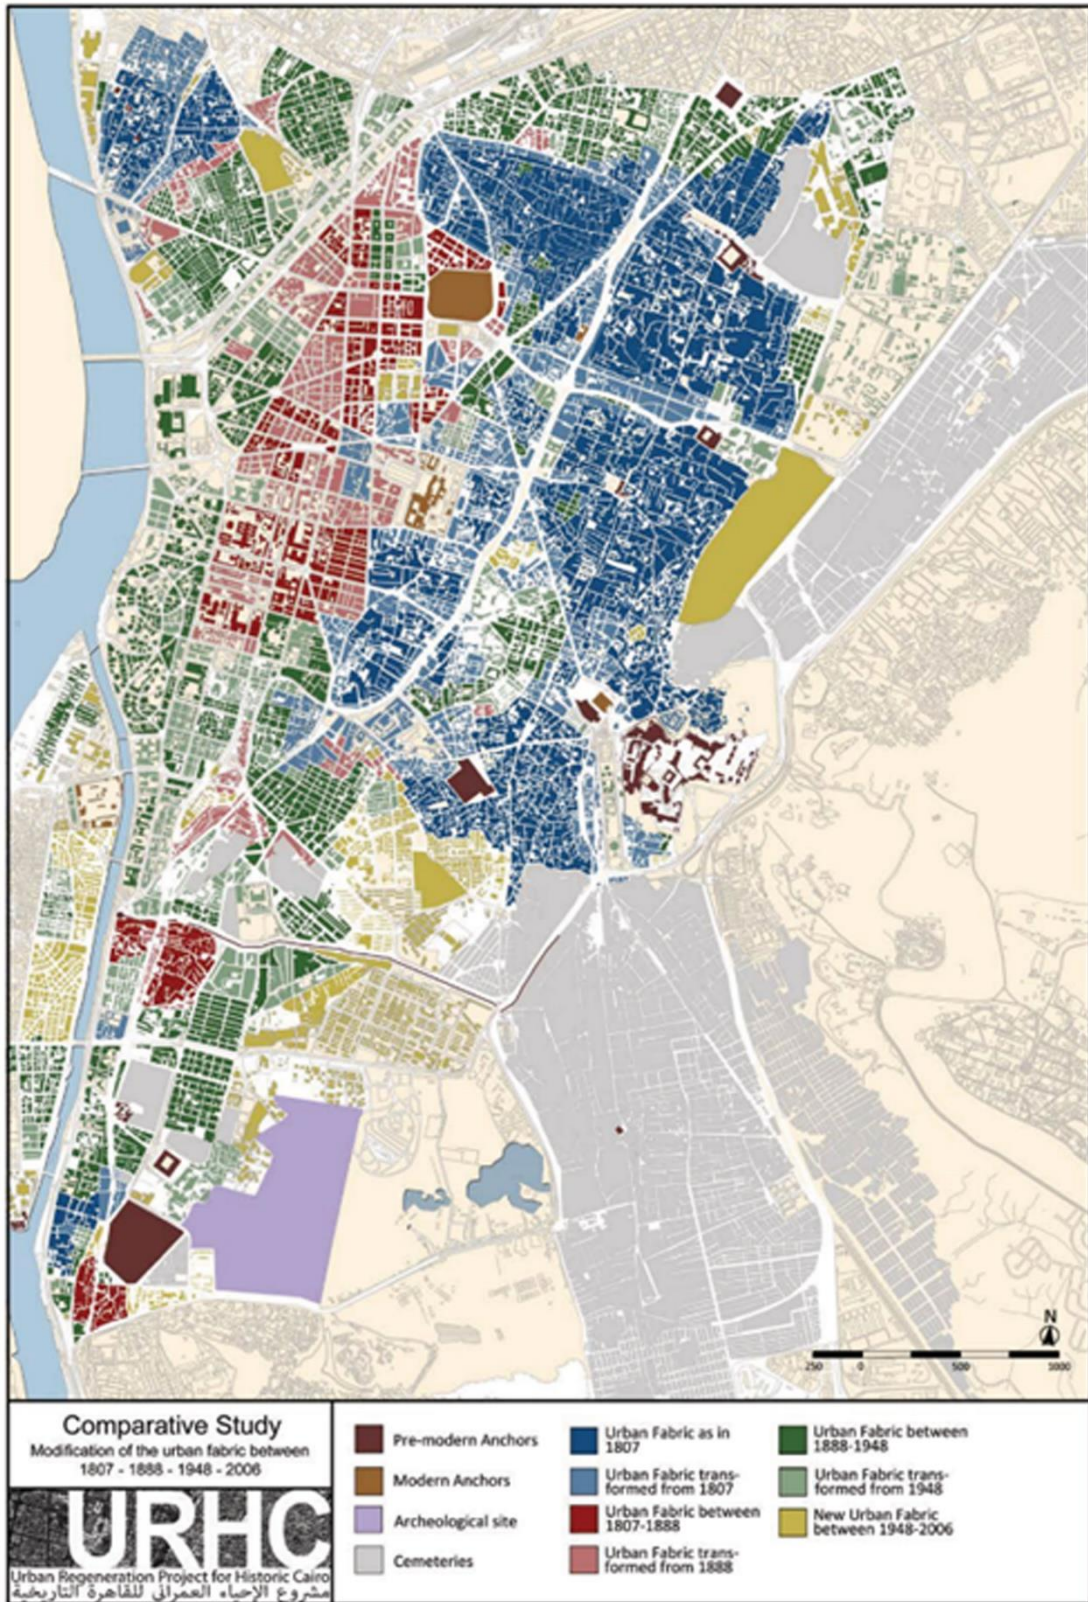 N
250 0 500 1000
Comparative Study
Modification of the urban fabric between
1807 - 1888 - 1948 - 2006
URHC
Urban Regeneration Project for Historic Cairo
مشروع الإحياء العمراني للقاهرة التاريخية
Pre-modern Anchors
Modern Anchors
Archeological site
Cemeteries
Urban Fabric as in
1807
Urban Fabric trans-
formed from 1807
Urban Fabric between
1807-1888
Urban Fabric trans-
formed from 1888
Urban Fabric between
1888-1948
Urban Fabric trans-
formed from 1948
New Urban Fabric
between 1948-2006